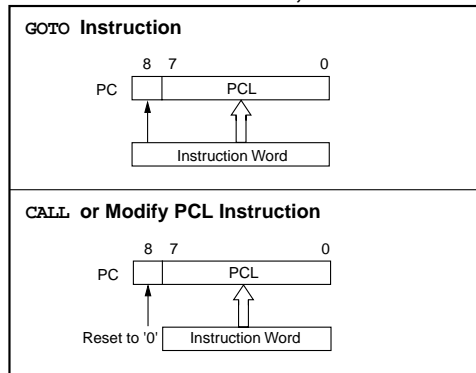 GOTO Instruction
8 7 0
PC PCL
Instruction Word
CALL or Modify PCL Instruction
8 7 0
PC PCL
Reset to '0' Instruction Word